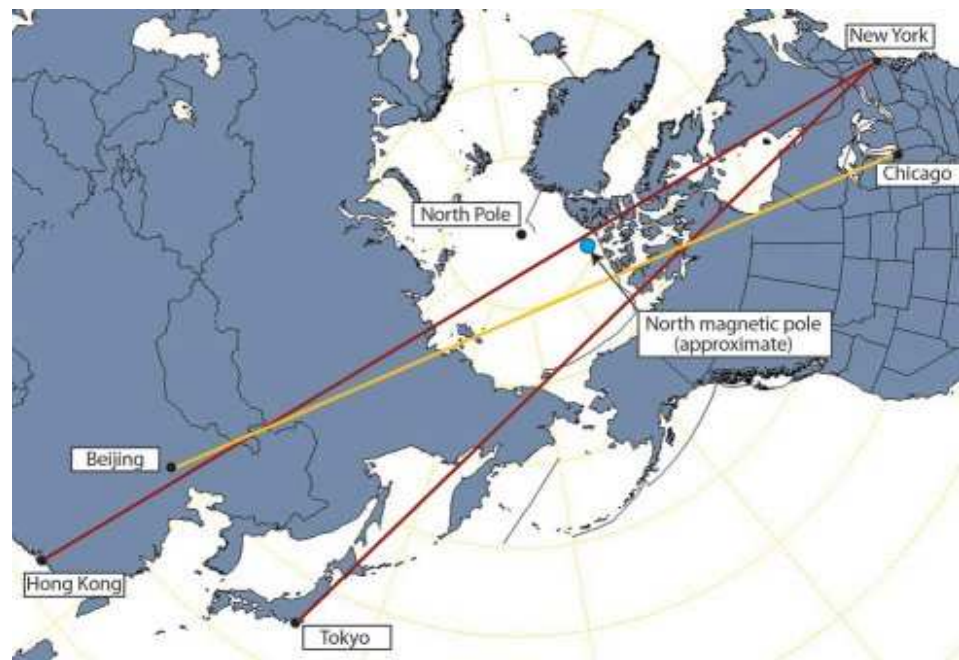 New York
Chicago
North Pole
North magnetic pole
(approximate)
Beijing
Hong Kong
Tokyo